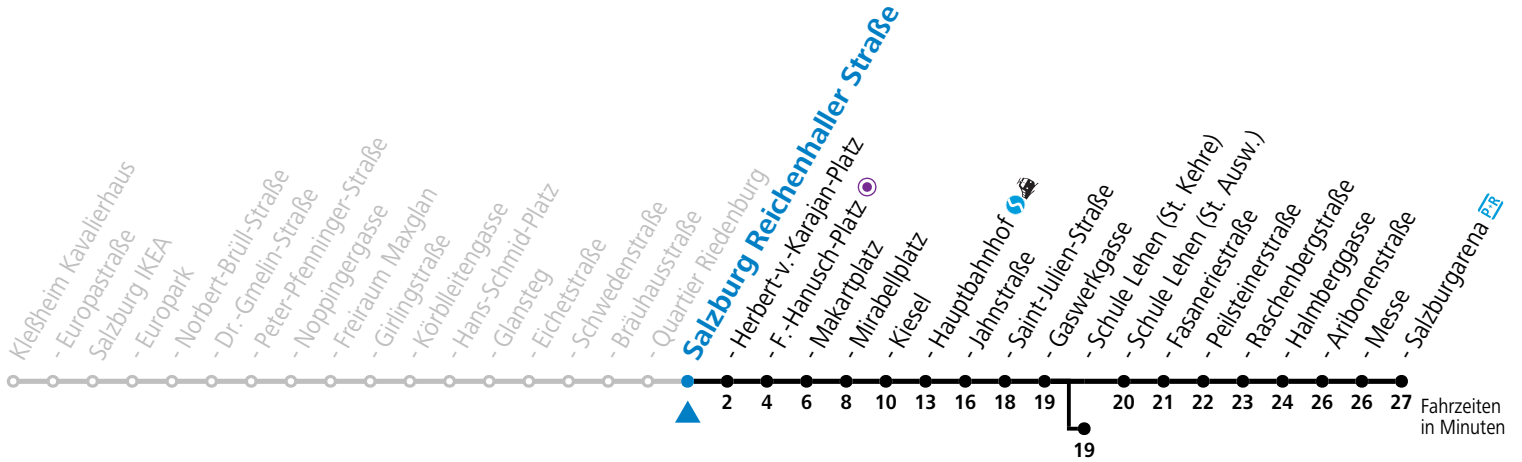 Kleßheim Kavalierhaus
- Europastraße
Salzburg IKEA
- Europark
- Norbert-Brüll-Straße
- Dr.-Gmelin-Straße
- Peter-Pfenninger-Straße
- Noppingergasse
- Freiraum Maxglan
- Girlingstraße
- Körblleitengasse
- Hans-Schmid-Platz
- Glansteg
- Eichetstraße
- Schwedenstraße
- Bräuhausstraße
- Quartier Riedenburg
Salzburg Reichenhaller Straße
- Herbert-v.-Karajan-Platz
- F.-Hanusch-Platz
- Makartplatz
- Mirabellplatz
- Kiesel
- Hauptbahnhof
- Jahnstraße
- Saint-Julien-Straße
- Gaswerkgasse
- Schule Lehen (St. Kehre)
- Schule Lehen (St. Ausw.)
- Fasaneriestraße
- Peilsteinerstraße
- Raschenbergstraße
- Halmberggasse
- Aribonenstraße
- Messe
- Salzburgarena P+R
2 4 6 8 10 13 16 18 19 20 21 22 23 24 26 26 27
19
Fahrzeiten
in Minuten